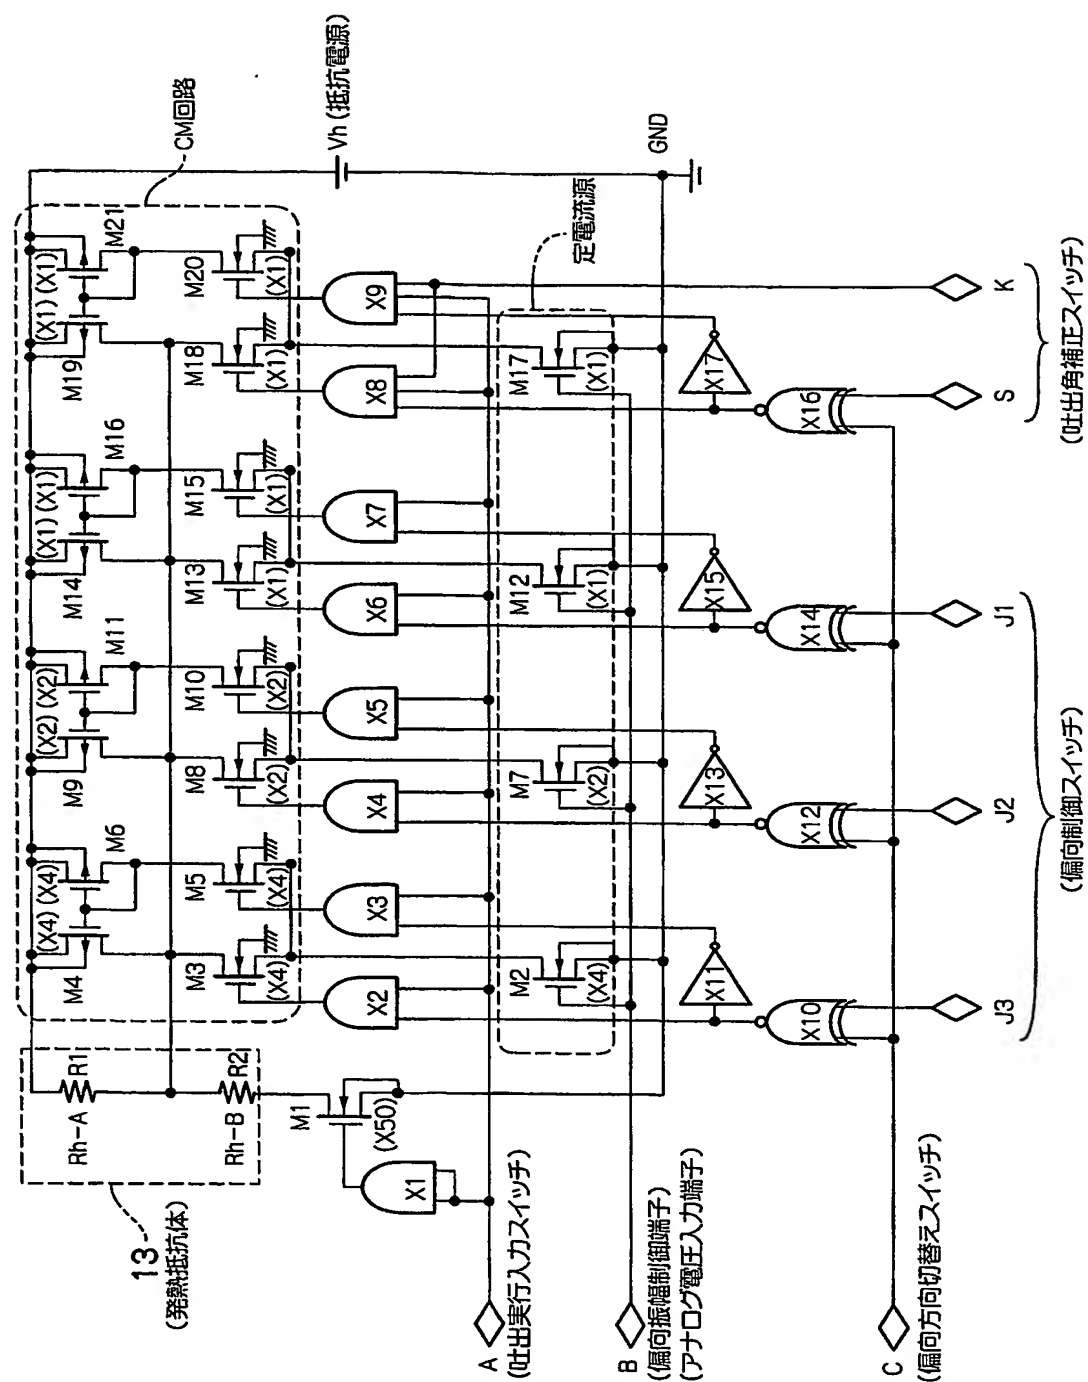 13
(発熱抵抗体)
Rh-A
R1
Rh-B
R2
CM回路
Vh (抵抗電源)
GND
定電流源
M4
(X4)
(X4)
M6
M9
(X2)
(X2)
M11
M14
(X1)
(X1)
M16
M19
(X1)
(X1)
M21
M3
(X4)
M5
(X4)
M8
(X2)
M10
(X2)
M13
(X1)
M15
(X1)
M18
(X1)
M20
(X1)
M1
(X50)
X1
X2
X3
X4
X5
X6
X7
X8
X9
M2
(X4)
M7
(X2)
M12
(X1)
M17
(X1)
X10
X11
X12
X13
X14
X15
X16
X17
A
(吐出実行入力スイッチ)
B
(偏向振幅制御端子)
(アナログ電圧入力端子)
C
(偏向方向切替えスイッチ)
J3
J2
J1
(偏向制御スイッチ)
S
K
(吐出角補正スイッチ)